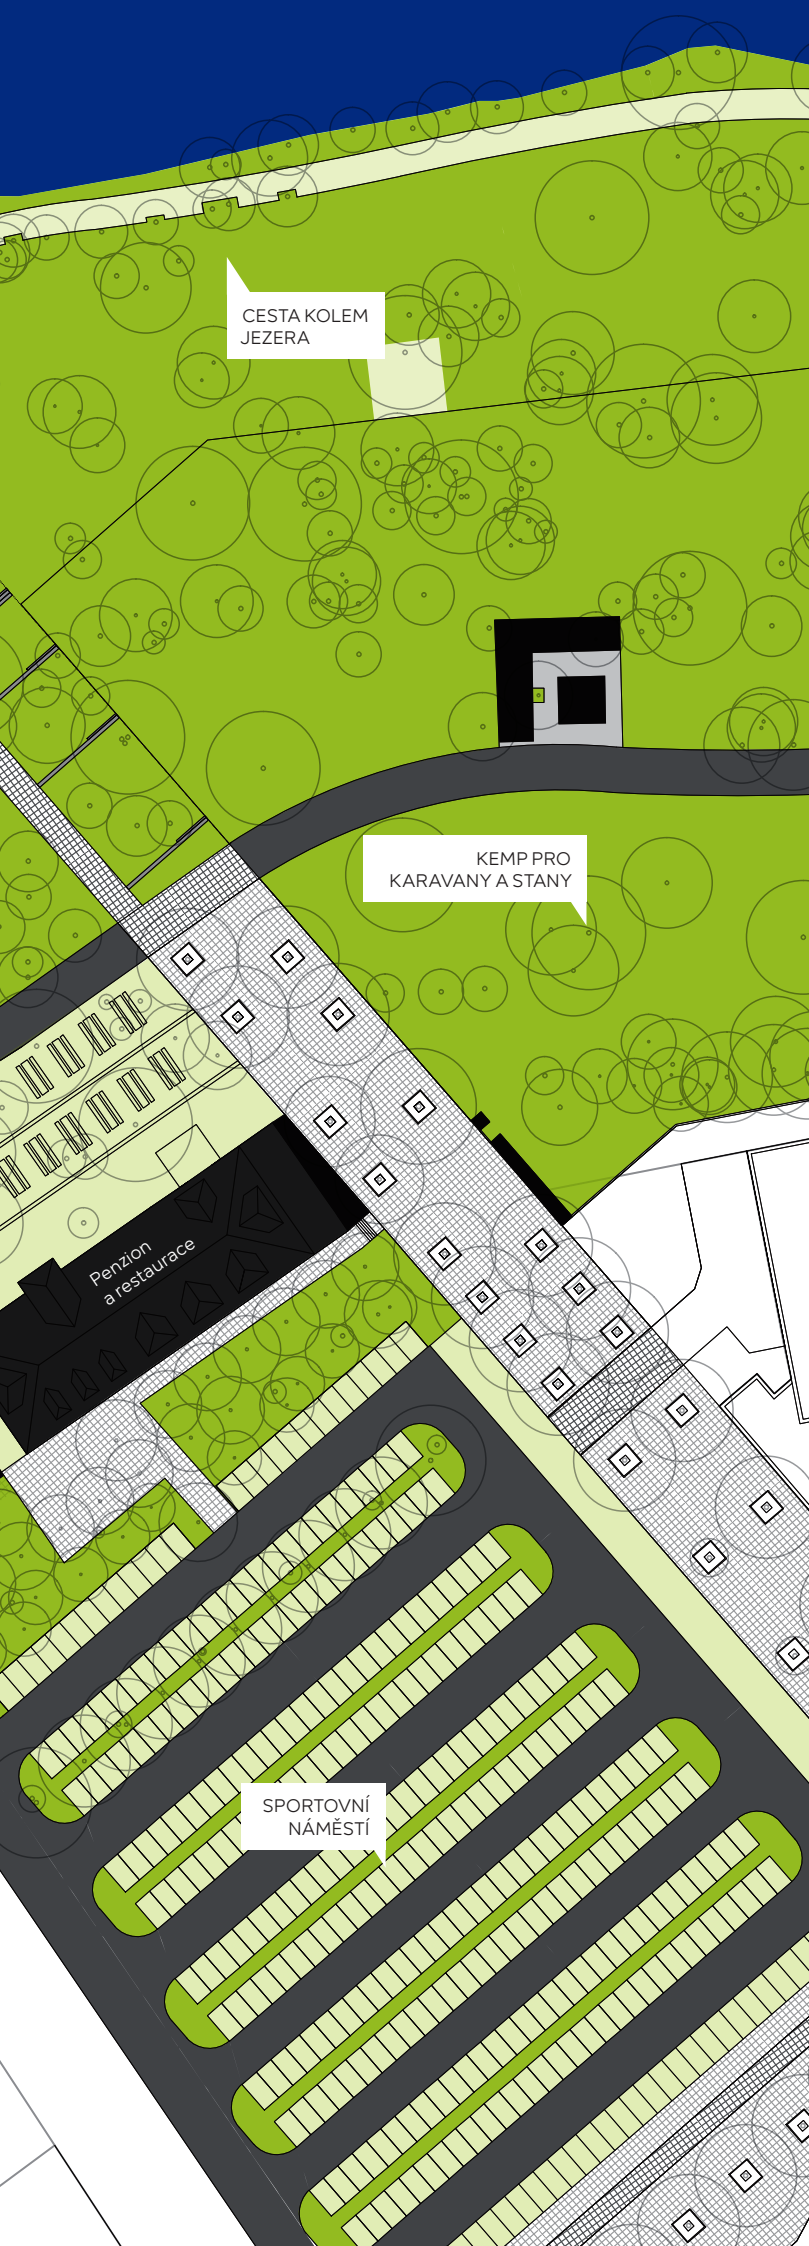 CESTA KOLEM
JEZERA
KEMP PRO
KARAVANY A STANY
Penzion
a restaurace
SPORTOVNÍ
NÁMĚSTÍ